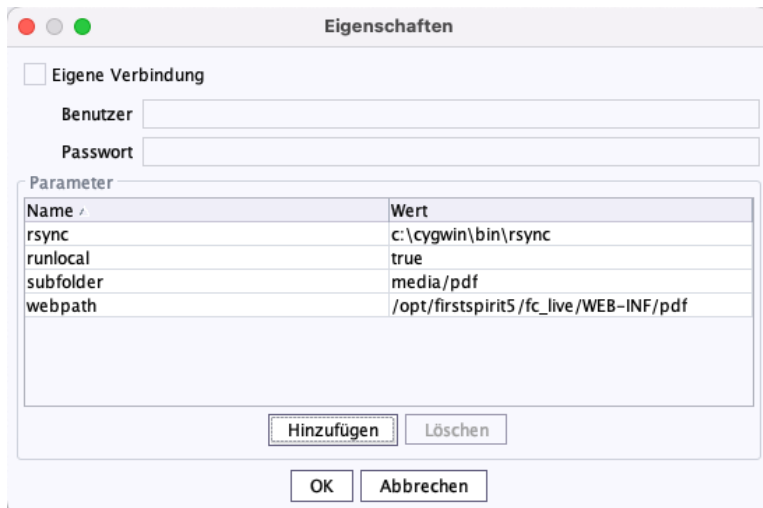 Eigenschaften
Eigene Verbindung
Benutzer
Passwort
Parameter
Name Wert
rsync c:\cygwin\bin\rsync
runlocal true
subfolder media/pdf
webpath /opt/firstspirit5/fc_live/WEB-INF/pdf
Hinzufügen Löschen
OK Abbrechen